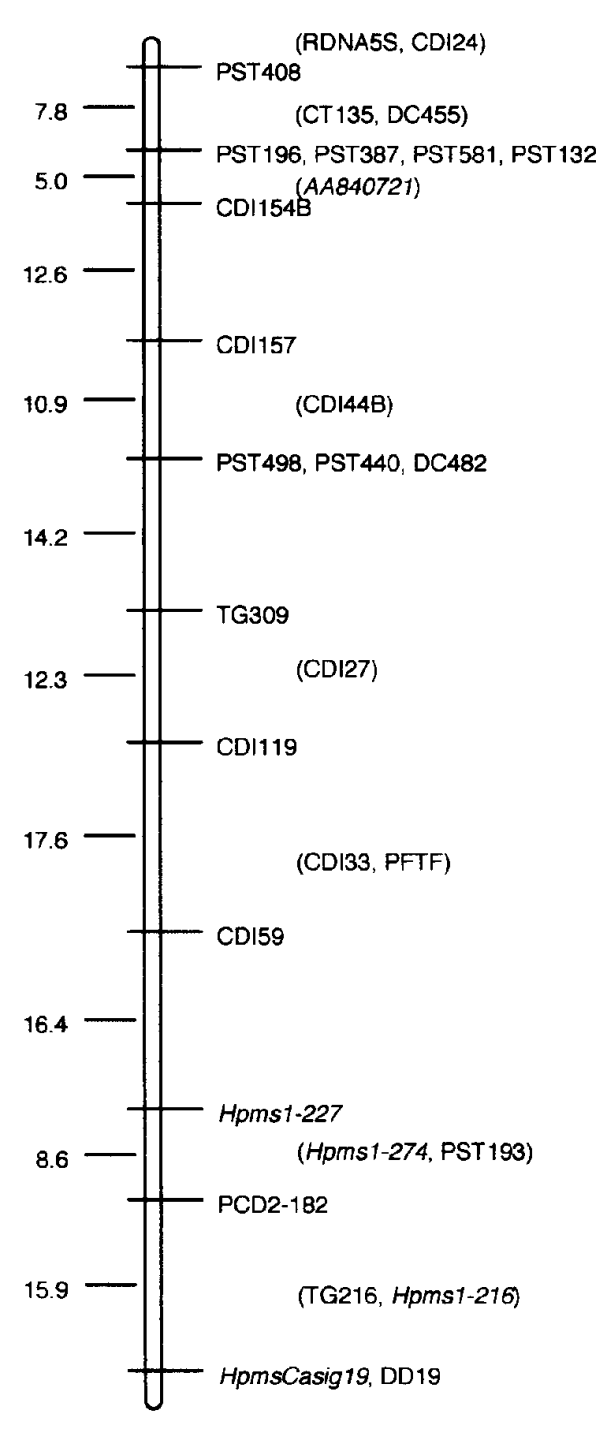 (RDNA5S, CDI24)
PST408
7.8
(CT135, DC455)
PST196, PST387, PST581, PST132
5.0
(AA840721)
CDI154B
12.6
CDI157
10.9
(CDI44B)
PST498, PST440, DC482
14.2
TG309
12.3
(CDI27)
CDI119
17.6
(CDI33, PFTF)
CDI59
16.4
Hpms1-227
8.6
(Hpms1-274, PST193)
PCD2-182
15.9
(TG216, Hpms1-216)
HpmsCasig19, DD19